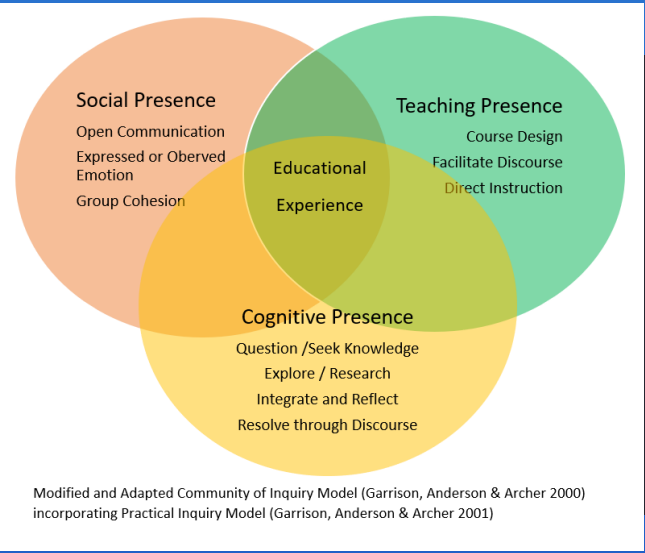 Social Presence
Open Communication
Expressed or Oberved
Emotion
Group Cohesion
Teaching Presence
Course Design
Facilitate Discourse
Direct Instruction
Educational
Experience
Cognitive Presence
Question /Seek Knowledge
Explore / Research
Integrate and Reflect
Resolve through Discourse
Modified and Adapted Community of Inquiry Model (Garrison, Anderson & Archer 2000)
incorporating Practical Inquiry Model (Garrison, Anderson & Archer 2001)